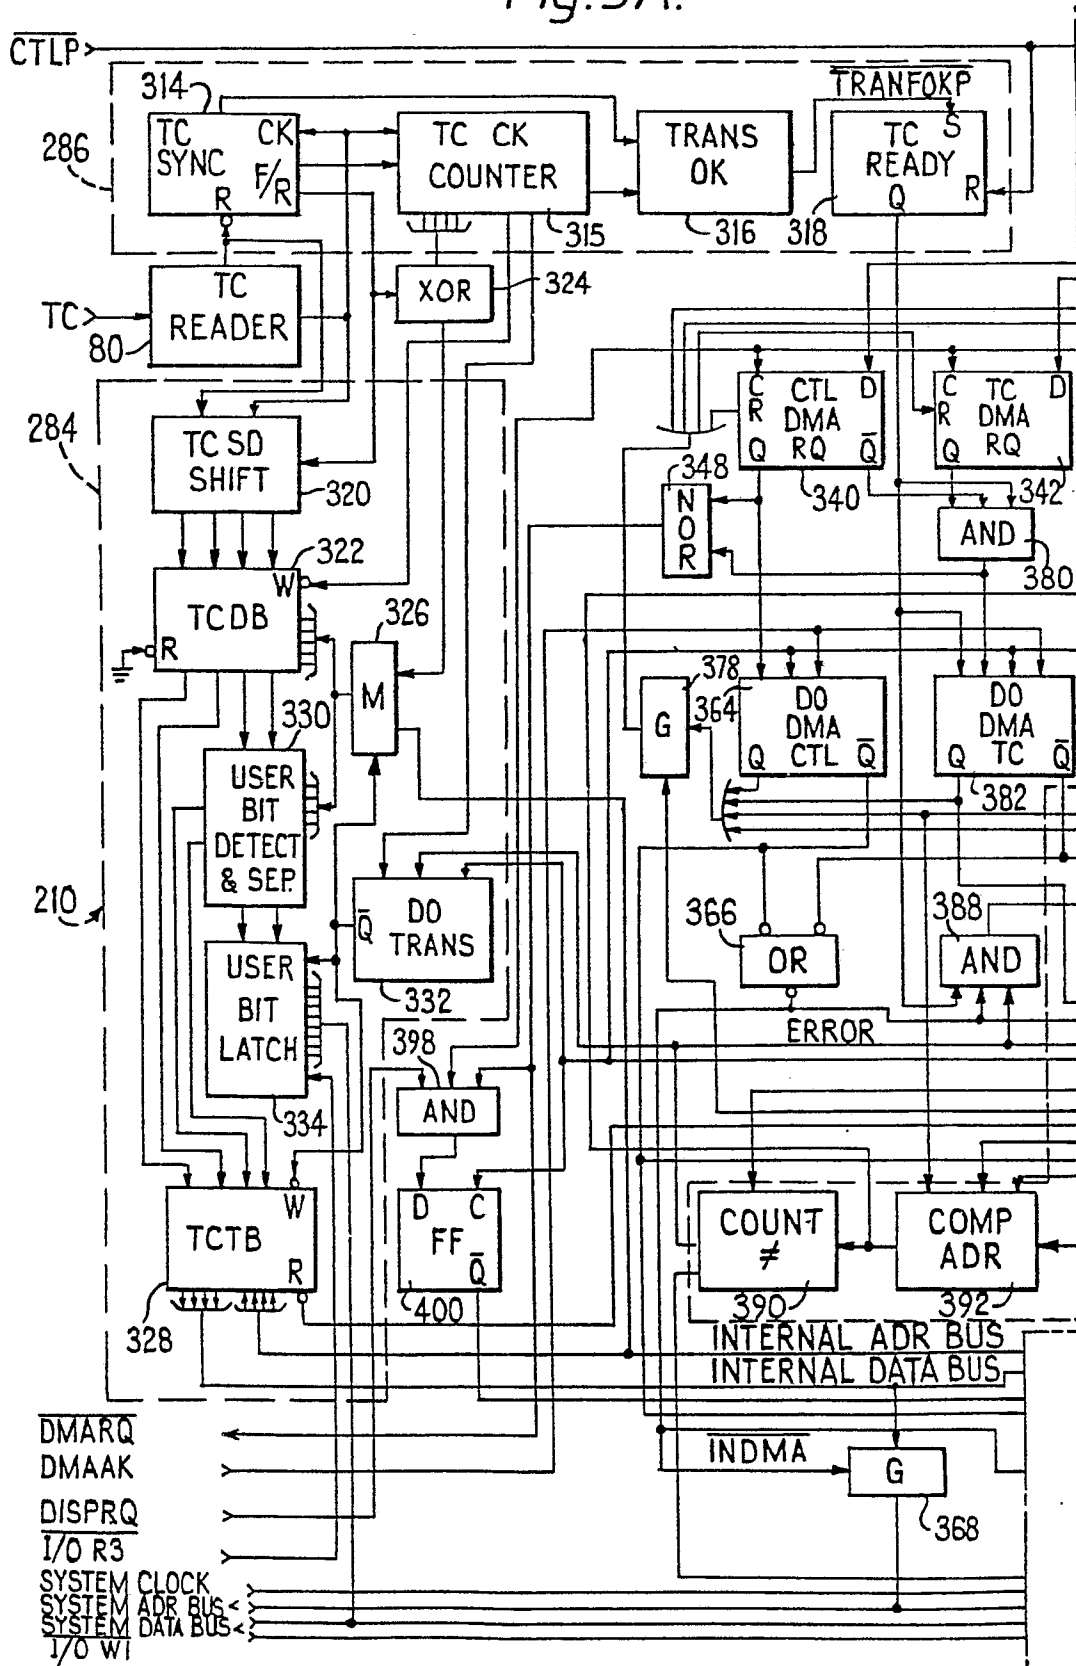 Fig. 5A.
CTLP
314
TC SYNC
CK
F/R
R
TC CK
COUNTER
TRANS
OK
TRANFOKP
S
TC
READY
Q
R
286
315
316
318
TC
TC
READER
80
XOR
324
284
TC SD
SHIFT
320
C
R
Q
CTL
DMA
RQ
D
Q
340
C
R
Q
TC
DMA
RQ
D
342
348
NOR
AND
380
322
W
TCDB
R
326
M
378
G
364
DO
DMA
CTL
Q
Q
DO
DMA
TC
Q
Q
382
330
USER
BIT
DETECT
& SEP.
210
Q
DO
TRANS
332
366
OR
388
AND
ERROR
USER
BIT
LATCH
334
398
AND
TCTB
W
R
328
D
C
FF
Q
400
COUNT
≠
390
COMP
ADR
392
INTERNAL ADR BUS
INTERNAL DATA BUS
DMARQ
DMAAK
DISPRQ
I/O R3
INDMA
G
368
SYSTEM CLOCK
SYSTEM ADR BUS
SYSTEM DATA BUS
I/O W1